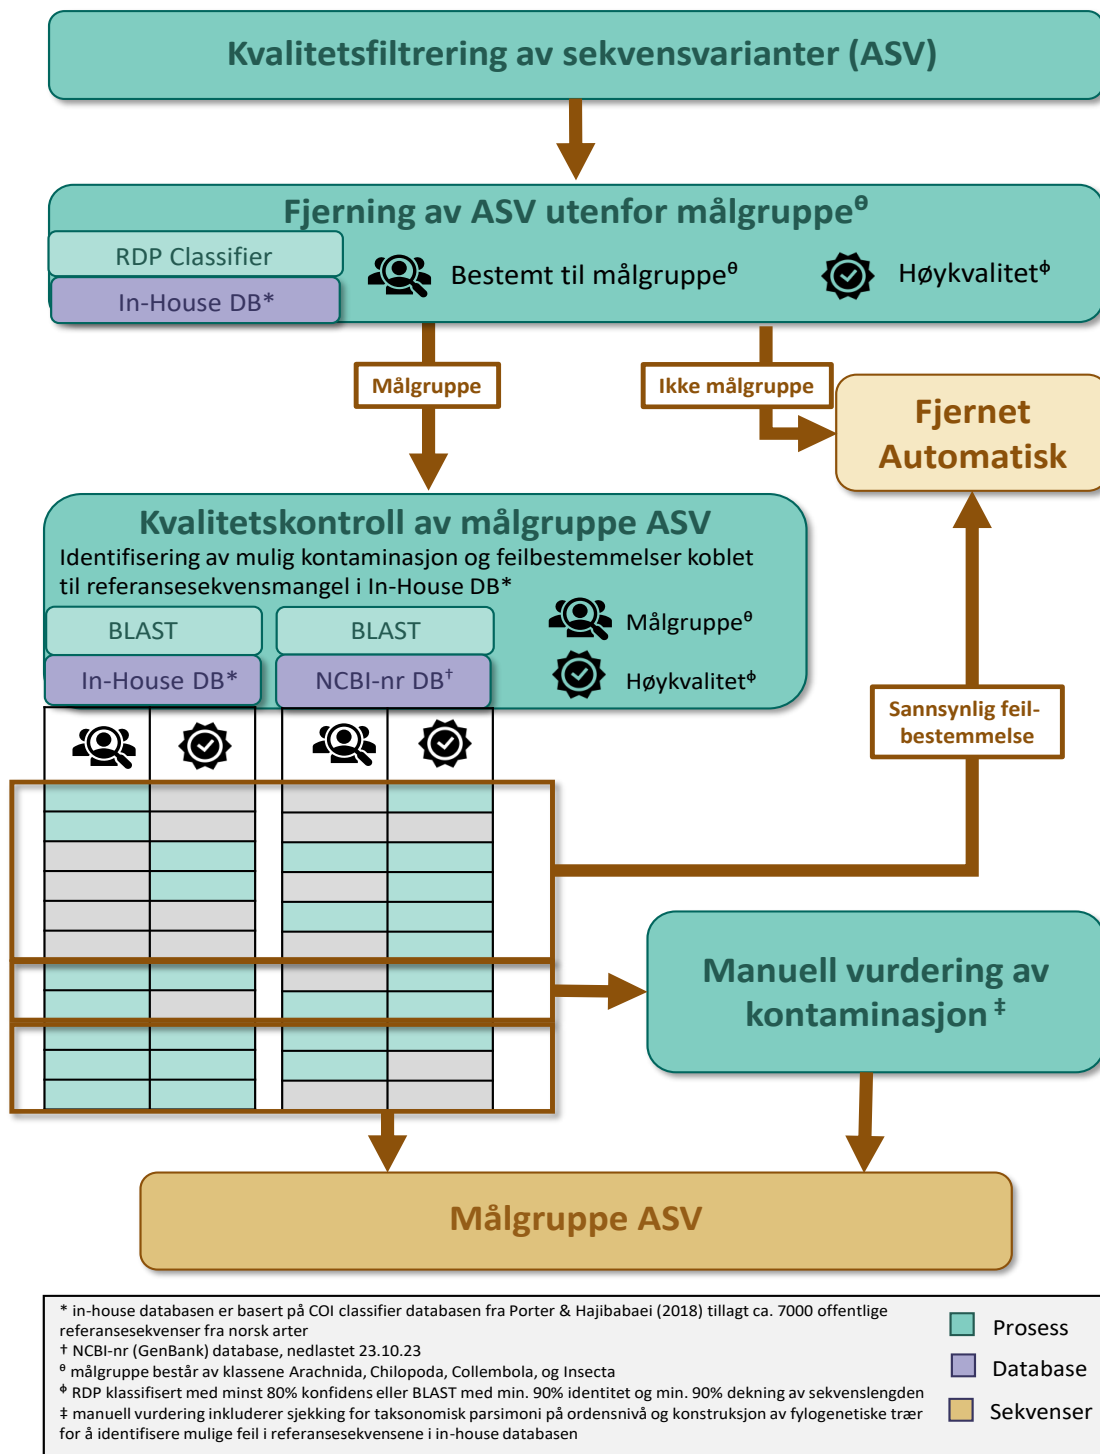 Kvalitetsfiltrering av sekvensvarianter (ASV)
Fjerning av ASV utenfor målgruppeᶿ
RDP Classifier
In-House DB*
Bestemt til målgruppeᶿ
Høykvalitetᶲ
Målgruppe
Ikke målgruppe
Fjernet
Automatisk
Kvalitetskontroll av målgruppe ASV
Identifisering av mulig kontaminasjon og feilbestemmelser koblet
til referansesekvensmangel i In-House DB*
BLAST
In-House DB*
BLAST
NCBI-nr DB†
Målgruppeᶿ
Høykvalitetᶲ
Sannsynlig feil-
bestemmelse
Manuell vurdering av
kontaminasjon ‡
Målgruppe ASV
* in-house databasen er basert på COI classifier databasen fra Porter & Hajibabaei (2018) tillagt ca. 7000 offentlige
referansesekvenser fra norsk arter
† NCBI-nr (GenBank) database, nedlastet 23.10.23
ᶿ målgruppe består av klassene Arachnida, Chilopoda, Collembola, og Insecta
ᶲ RDP klassifisert med minst 80% konfidens eller BLAST med min. 90% identitet og min. 90% dekning av sekvenslengden
‡ manuell vurdering inkluderer sjekking for taksonomisk parsimoni på ordensnivå og konstruksjon av fylogenetiske trær
for å identifisere mulige feil i referansesekvensene i in-house databasen
Prosess
Database
Sekvenser